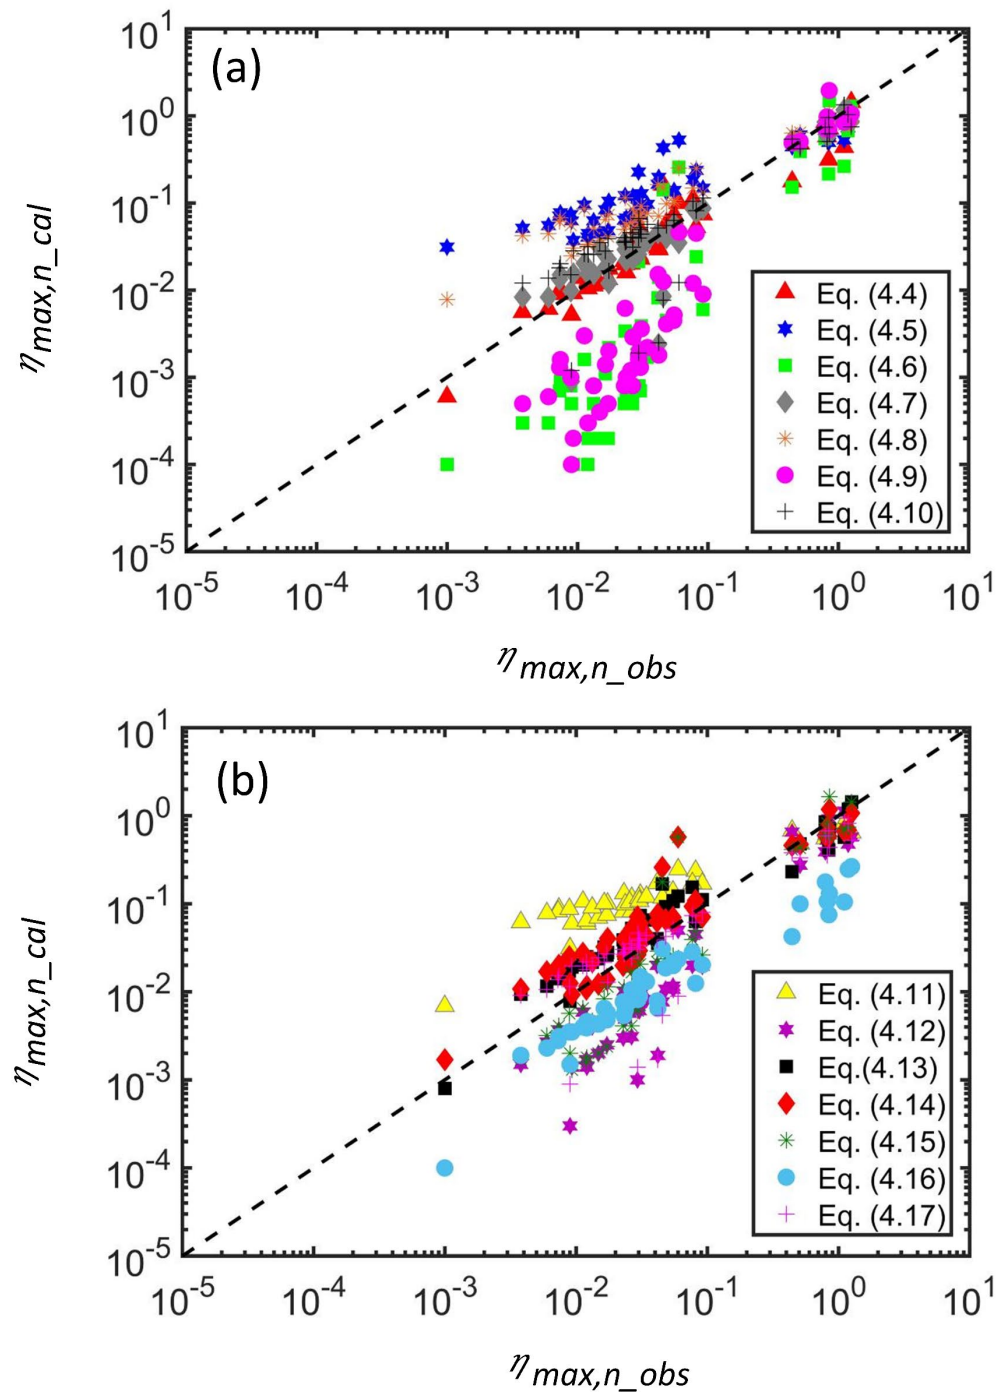 (a)
10^1
10^0
10^-1
10^-2
10^-3
10^-4
10^-5
η max,n_cal
Eq. (4.4)
Eq. (4.5)
Eq. (4.6)
Eq. (4.7)
Eq. (4.8)
Eq. (4.9)
Eq. (4.10)
10^-5 10^-4 10^-3 10^-2 10^-1 10^0 10^1
η max,n_obs
(b)
10^1
10^0
10^-1
10^-2
10^-3
10^-4
10^-5
η max,n_cal
Eq. (4.11)
Eq. (4.12)
Eq.(4.13)
Eq. (4.14)
Eq. (4.15)
Eq. (4.16)
Eq. (4.17)
10^-5 10^-4 10^-3 10^-2 10^-1 10^0 10^1
η max,n_obs